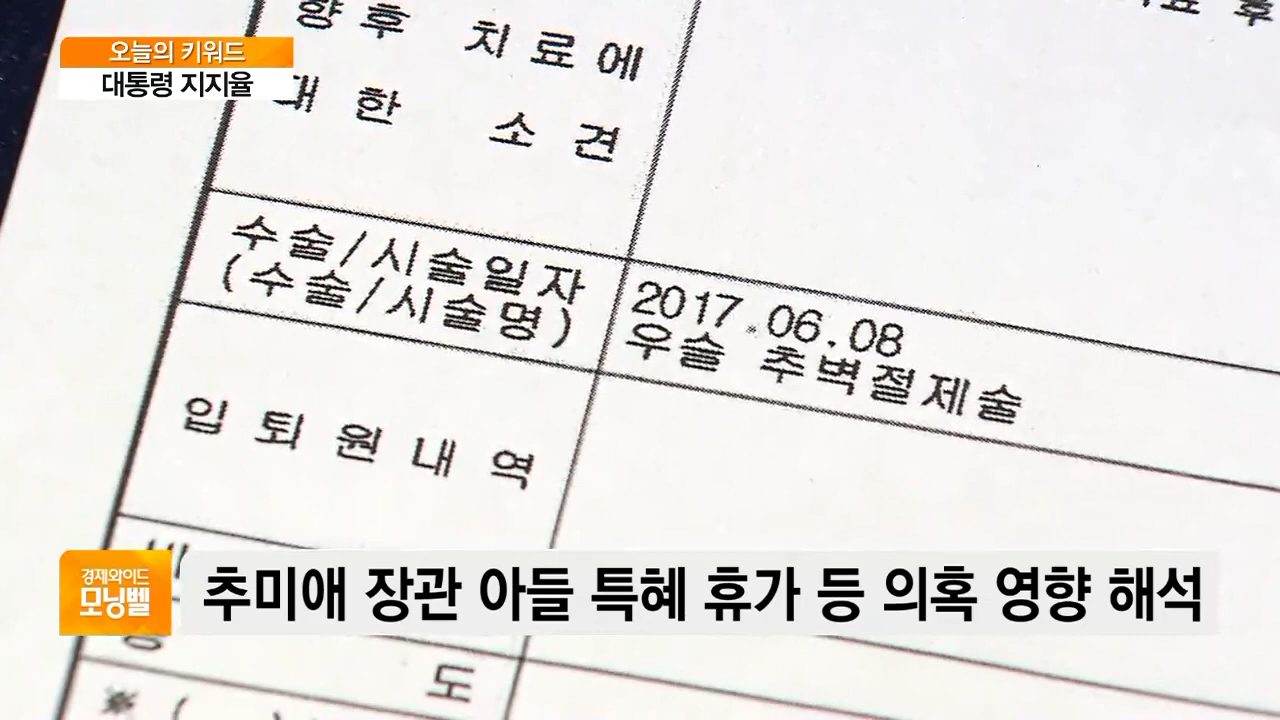 오늘의 키워드
대통령 지지율
향후 치료에
대한 소견
수술/시술일자
(수술/시술명)
2017.06.08
우슬 추벽절제술
입퇴원내역
경제와이드
모닝벨
추미애 장관 아들 특혜 휴가 등 의혹 영향 해석
도
※ ( )